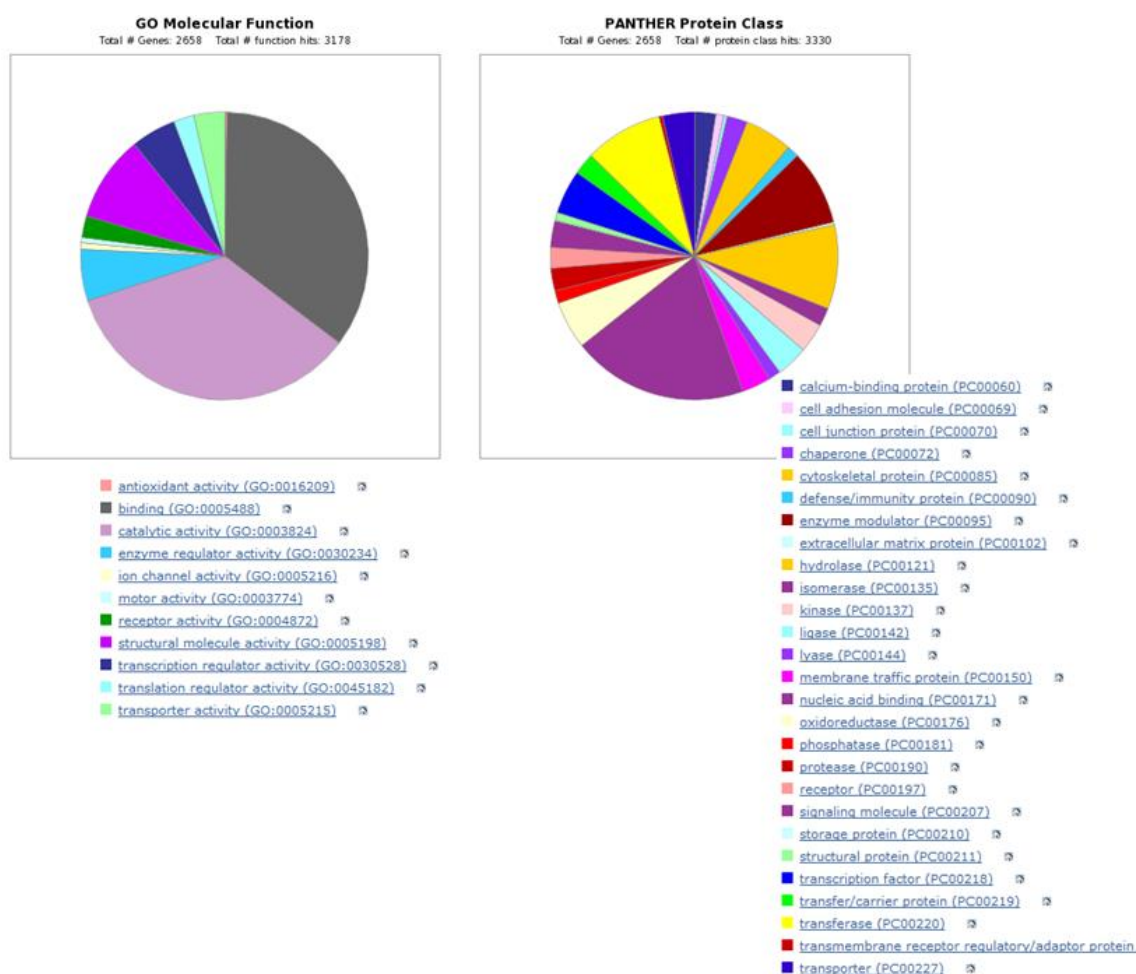 GO Molecular Function
Total # Genes: 2658 Total # function hits: 3178
PANTHER Protein Class
Total # Genes: 2658 Total # protein class hits: 3330
antioxidant activity (GO:0016209)
binding (GO:0005488)
catalytic activity (GO:0003824)
enzyme regulator activity (GO:0030234)
ion channel activity (GO:0005216)
motor activity (GO:0003774)
receptor activity (GO:0004872)
structural molecule activity (GO:0005198)
transcription regulator activity (GO:0030528)
translation regulator activity (GO:0045182)
transporter activity (GO:0005215)
calcium-binding protein (PC00060)
cell adhesion molecule (PC00069)
cell junction protein (PC00070)
chaperone (PC00072)
cytoskeletal protein (PC00085)
defense/immunity protein (PC00090)
enzyme modulator (PC00095)
extracellular matrix protein (PC00102)
hydrolase (PC00121)
isomerase (PC00135)
kinase (PC00137)
ligase (PC00142)
lyase (PC00144)
membrane traffic protein (PC00150)
nucleic acid binding (PC00171)
oxidoreductase (PC00176)
phosphatase (PC00181)
protease (PC00190)
receptor (PC00197)
signaling molecule (PC00207)
storage protein (PC00210)
structural protein (PC00211)
transcription factor (PC00218)
transfer/carrier protein (PC00219)
transferase (PC00220)
transmembrane receptor regulatory/adaptor protein
transporter (PC00227)